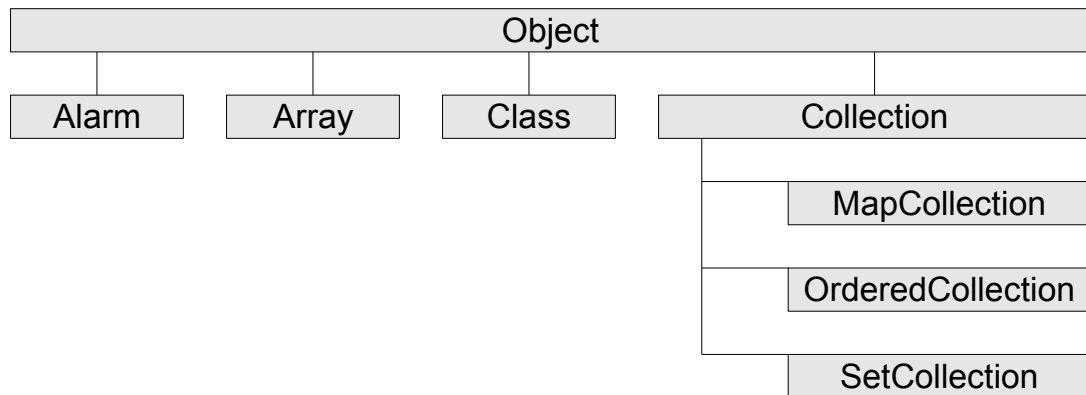 Object
Alarm
Array
Class
Collection
MapCollection
OrderedCollection
SetCollection